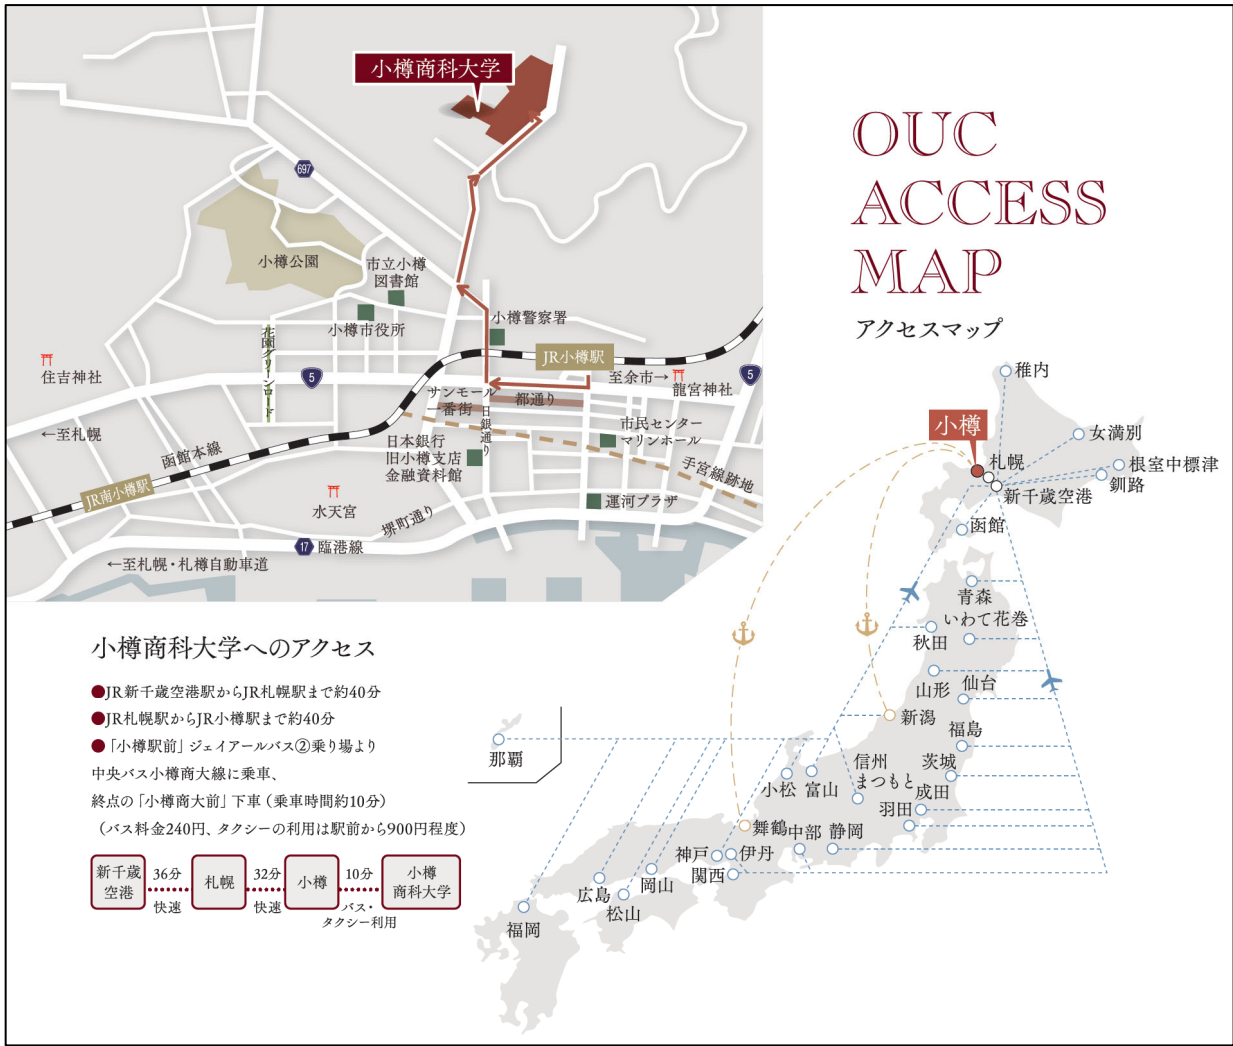 小樽商科大学
697
小樽公園
市立小樽
図書館
小樽市役所
小樽警察署
花園グリーンロード
JR小樽駅
至余市→
龍宮神社
5
住吉神社
5
サンモール
一番街
都通り
日銀通り
←至札幌
函館本線
市民センター
マリンホール
日本銀行
旧小樽支店
金融資料館
手宮線跡地
JR南小樽駅
水天宮
堺町通り
運河プラザ
17
臨港線
←至札幌・札樽自動車道
OUC
ACCESS
MAP
アクセスマップ
稚内
小樽
札幌
女満別
根室中標津
釧路
新千歳空港
函館
青森
いわて花巻
秋田
山形
仙台
新潟
福島
那覇
信州
まつもと
茨城
成田
小松
富山
羽田
舞鶴
中部
静岡
神戸
伊丹
関西
岡山
広島
松山
福岡
小樽商科大学へのアクセス
●JR新千歳空港駅からJR札幌駅まで約40分
●JR札幌駅からJR小樽駅まで約40分
●「小樽駅前」ジェイアールバス②乗り場より
中央バス小樽商大線に乗車、
終点の「小樽商大前」下車（乗車時間約10分）
（バス料金240円、タクシーの利用は駅前から900円程度）
新千歳
空港
36分
快速
札幌
32分
快速
小樽
10分
バス・
タクシー利用
小樽
商科大学